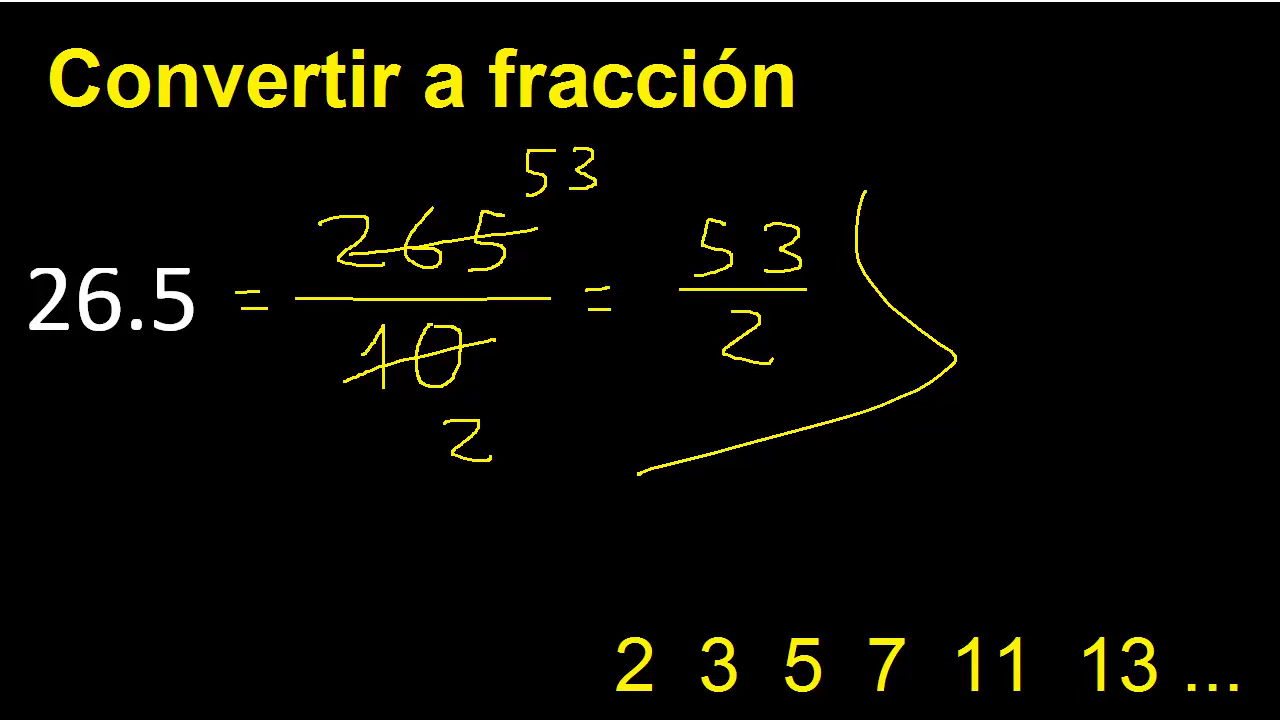 Convertir a fracción
53
26.5 = 265/10 = 53/2
2
2 3 5 7 11 13 ...